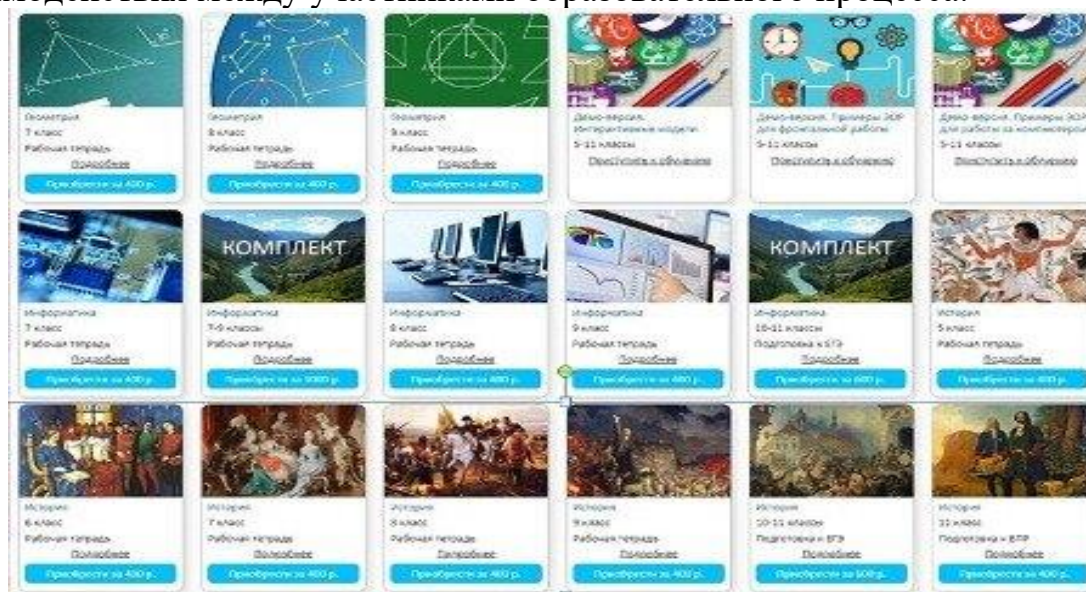 между участниками образовательного процесса.
Геометрия
7 класс
Рабочая тетрадь
Подробнее
Приобрести за 400 р.
Геометрия
8 класс
Рабочая тетрадь
Подробнее
Приобрести за 400 р.
Геометрия
9 класс
Рабочая тетрадь
Подробнее
Приобрести за 400 р.
Демо-версия.
Интерактивные модели
5-11 классы
Приступить к обучению
Демо-версия. Примеры ЭОР
для фронтальной работы
5-11 классы
Приступить к обучению
Демо-версия. Примеры ЭОР
для работы за компьютером
5-11 классы
Приступить к обучению
Информатика
7 класс
Рабочая тетрадь
Подробнее
Приобрести за 400 р.
КОМПЛЕКТ
Информатика
7-9 классы
Рабочая тетрадь
Подробнее
Приобрести за 1000 р.
Информатика
8 класс
Рабочая тетрадь
Подробнее
Приобрести за 400 р.
Информатика
9 класс
Рабочая тетрадь
Подробнее
Приобрести за 400 р.
КОМПЛЕКТ
Информатика
10-11 классы
Подготовка к ЕГЭ
Подробнее
Приобрести за 600 р.
История
5 класс
Рабочая тетрадь
Подробнее
Приобрести за 400 р.
История
6 класс
Рабочая тетрадь
Подробнее
Приобрести за 400 р.
История
7 класс
Рабочая тетрадь
Подробнее
Приобрести за 400 р.
История
8 класс
Рабочая тетрадь
Подробнее
Приобрести за 400 р.
История
9 класс
Рабочая тетрадь
Подробнее
Приобрести за 400 р.
История
10-11 классы
Подготовка к ЕГЭ
Подробнее
Приобрести за 600 р.
История
11 класс
Подготовка к ВПР
Подробнее
Приобрести за 400 р.